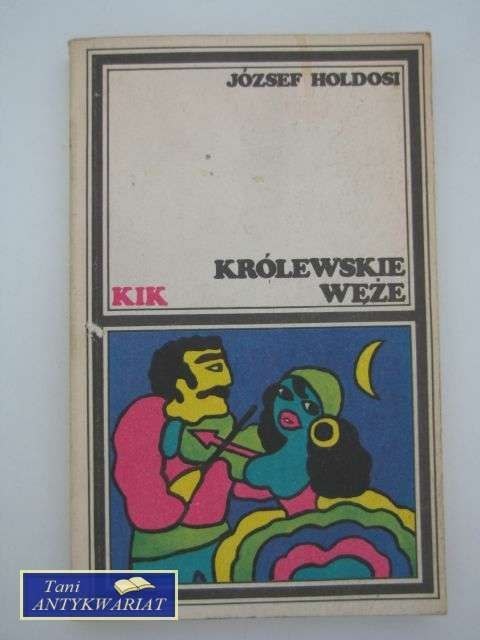 JÓZSEF HOLDOSI
KRÓLEWSKIE
KIK WĘŻE
Tani
ANTYKWARIAT